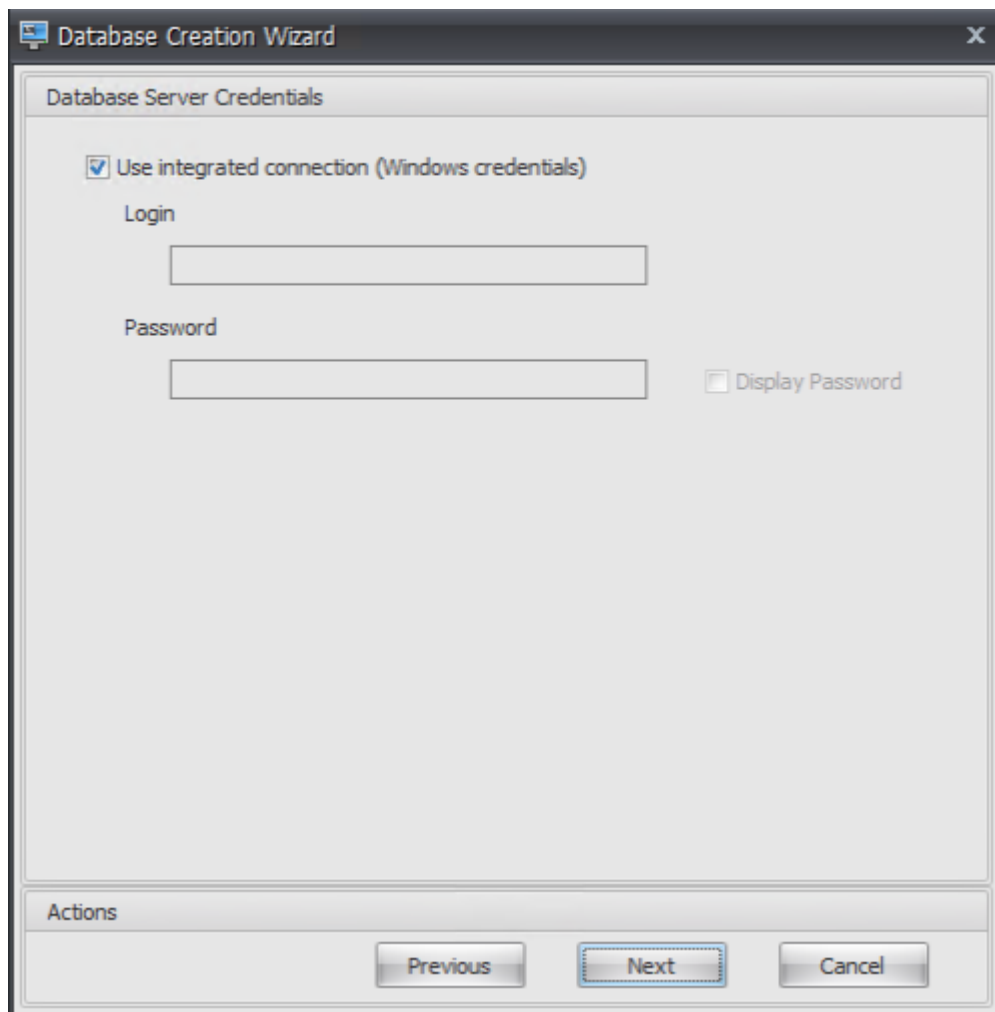 Database Creation Wizard
Database Server Credentials
Use integrated connection (Windows credentials)
Login
Password
Display Password
Actions
Previous Next Cancel